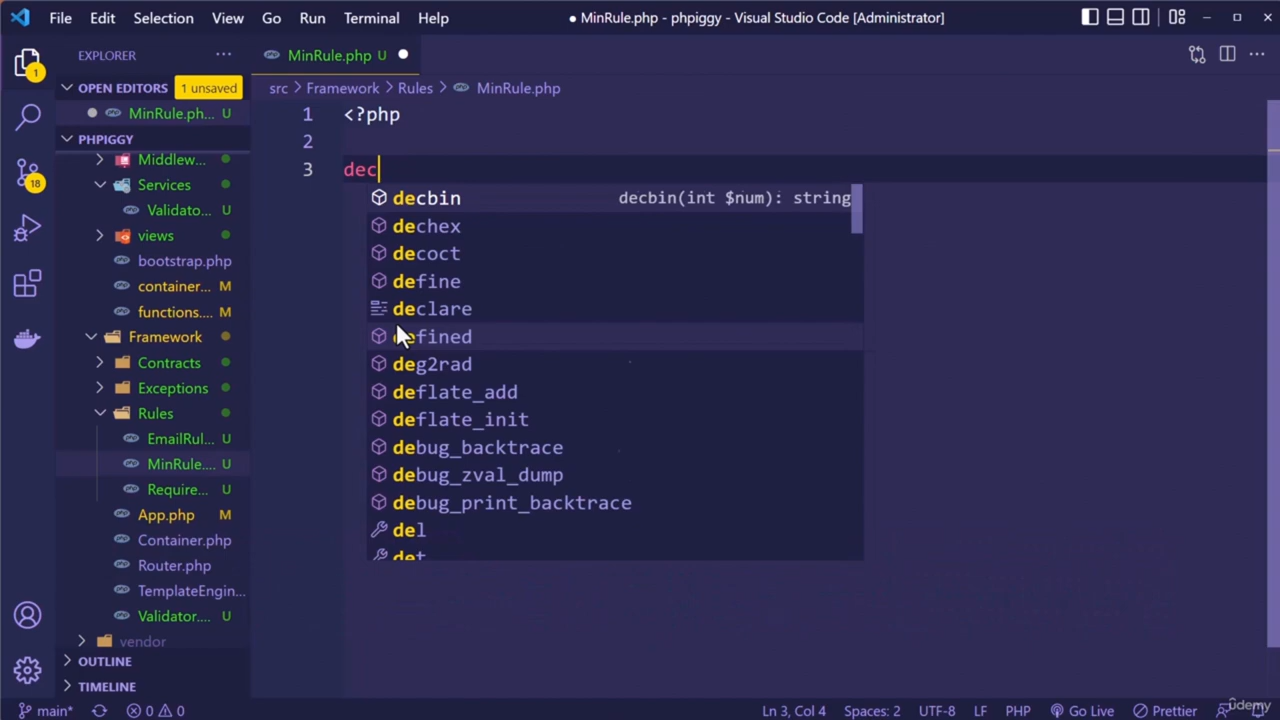 File Edit Selection View Go Run Terminal Help
● MinRule.php - phpiggy - Visual Studio Code [Administrator]
EXPLORER ···
MinRule.php U
1
OPEN EDITORS 1 unsaved
MinRule.ph... U
src > Framework > Rules > MinRule.php
PHPIGGY
Middlew...
Services
Validato... U
views
bootstrap.php
container... M
functions.... M
Framework
Contracts
Exceptions
Rules
EmailRul... U
MinRule.... U
Require... U
App.php M
Container.php
Router.php
TemplateEngin...
Validator.... U
vendor
OUTLINE
TIMELINE
18
1 <?php
2
3 dec
decbin decbin(int $num): string
dechex
decoct
define
declare
defined
deg2rad
deflate_add
deflate_init
debug_backtrace
debug_zval_dump
debug_print_backtrace
del
det
main* 0 0 Ln 3, Col 4 Spaces: 2 UTF-8 LF PHP Go Live Prettier
udemy